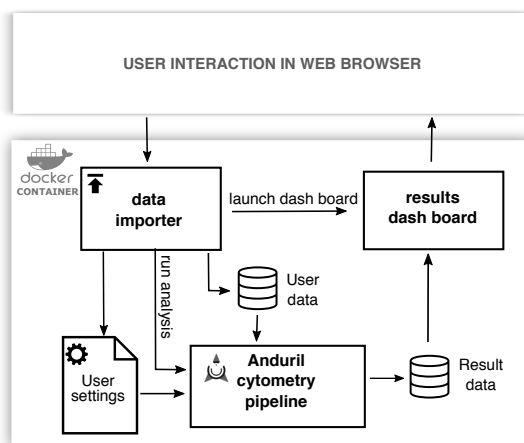 USER INTERACTION IN WEB BROWSER
docker
CONTAINER
data
importer
launch dash board
results
dash board
run analysis
User
data
User
settings
Anduril
cytometry
pipeline
Result
data